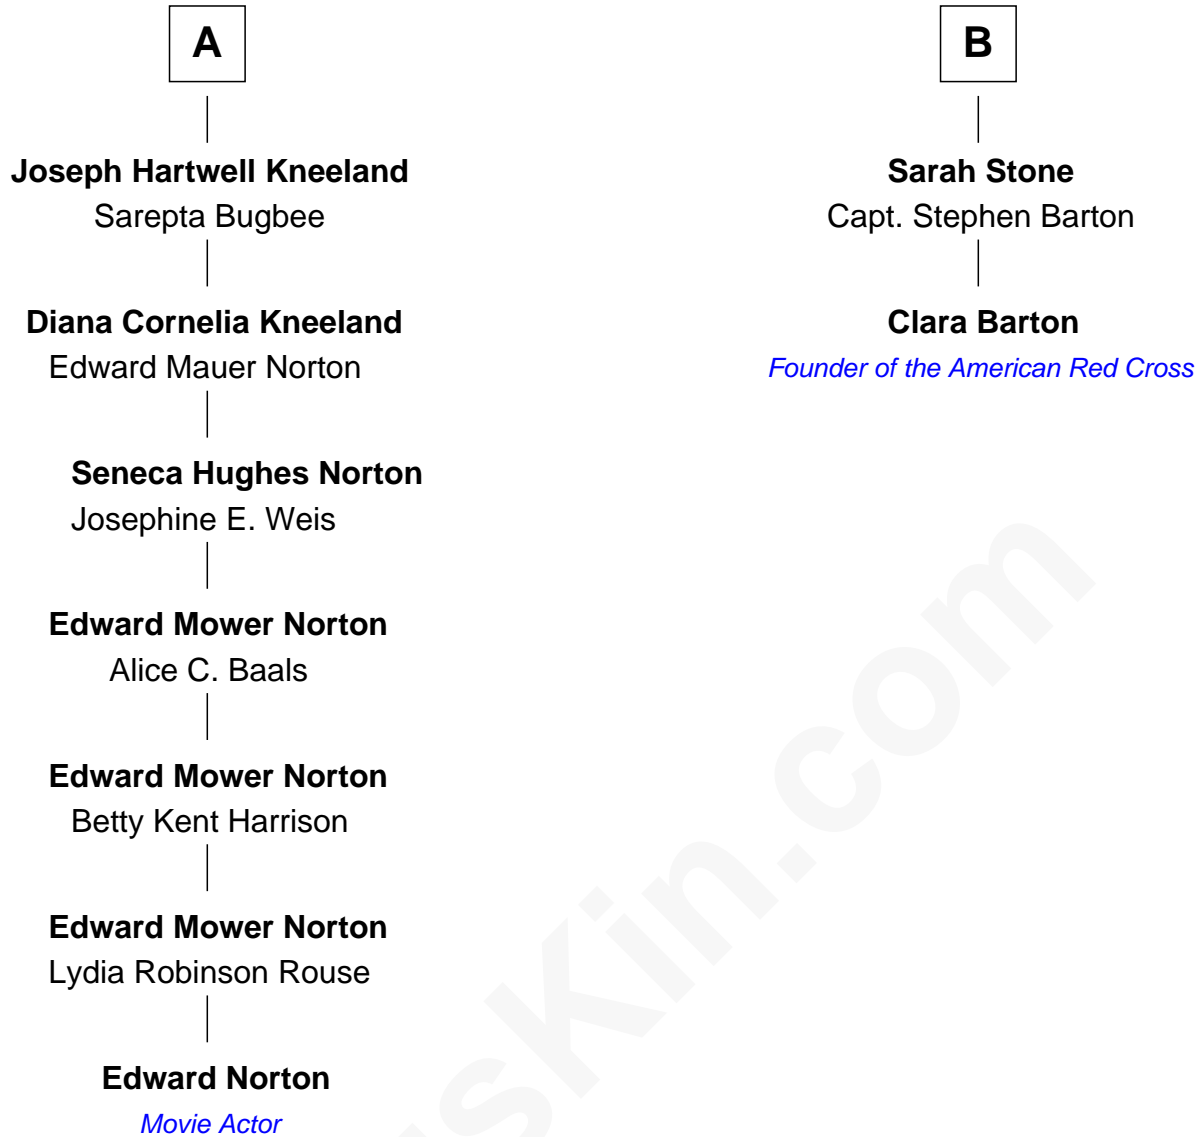 A
Joseph Hartwell Kneeland
Sarepta Bugbee
Diana Cornelia Kneeland
Edward Mauer Norton
Seneca Hughes Norton
Josephine E. Weis
Edward Mower Norton
Alice C. Baals
Edward Mower Norton
Betty Kent Harrison
Edward Mower Norton
Lydia Robinson Rouse
Edward Norton
Movie Actor
B
Sarah Stone
Capt. Stephen Barton
Clara Barton
Founder of the American Red Cross
sKin.com